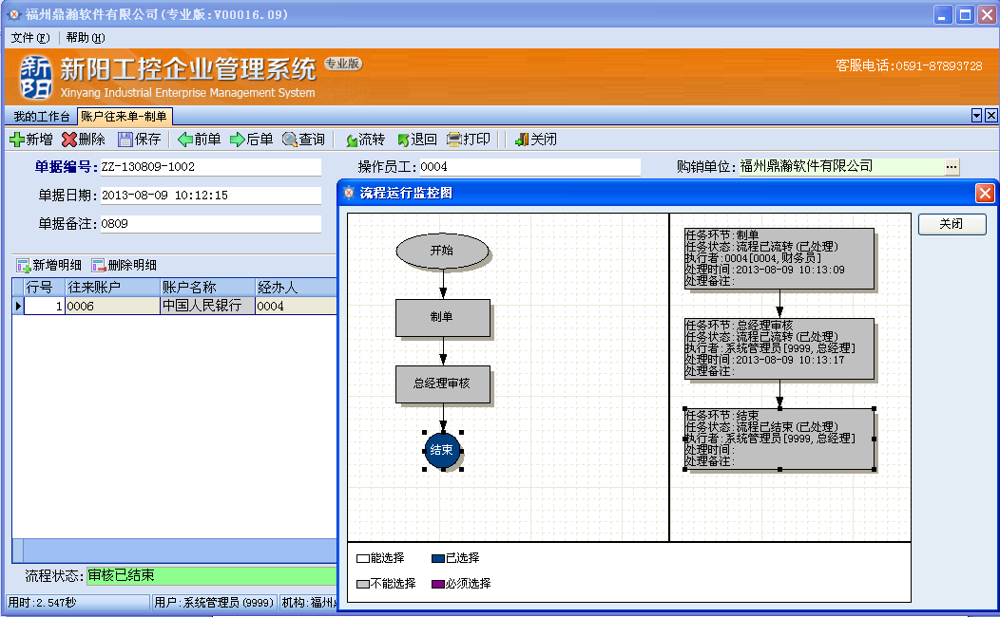 福州鼎瀚软件有限公司(专业版:V00016.09)
文件(F) 帮助(H)
新阳 新阳工控企业管理系统 专业版
Xinyang Industrial Enterprise Management System
客服电话:0591-87893728
我的工作台 账户往来单-制单
新增 删除 保存 前单 后单 查询 流转 退回 打印 关闭
单据编号: ZZ-130809-1002 操作员工: 0004 购销单位: 福州鼎瀚软件有限公司 ...
单据日期: 2013-08-09 10:12:15
单据备注: 0809
新增明细 删除明细
行号 往来账户 账户名称 经办人
1 0006 中国人民银行 0004
流程状态: 审核已结束
用时:2.547秒 用户:系统管理员(9999) 机构:福州
流程运行监控图
关闭
开始
制单
总经理审核
结束
任务环节:制单
任务状态:流程已流转(已处理)
执行者:0004[0004,财务员]
处理时间:2013-08-09 10:13:09
处理备注:
任务环节:总经理审核
任务状态:流程已流转(已处理)
执行者:系统管理员[9999,总经理]
处理时间:2013-08-09 10:13:17
处理备注:
任务环节:结束
任务状态:流程已结束(已处理)
执行者:系统管理员[9999,总经理]
处理时间:
处理备注:
能选择 已选择
不能选择 必须选择